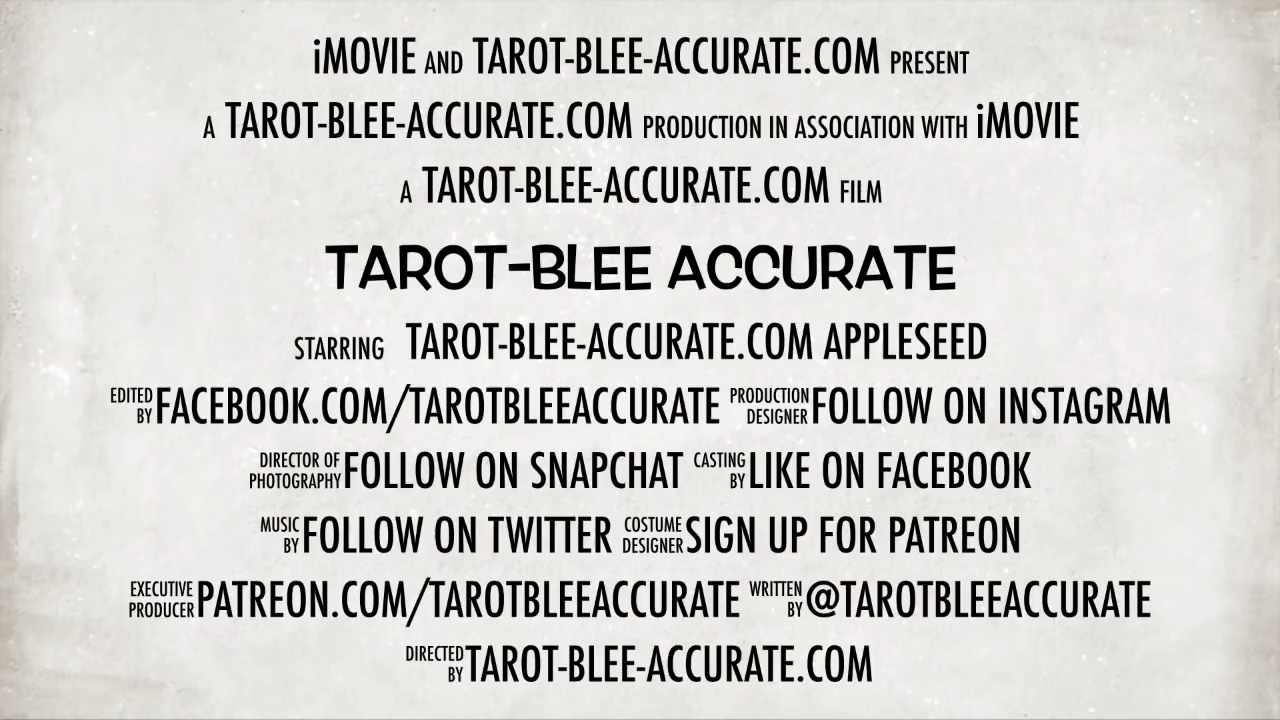 iMOVIE AND TAROT-BLEE-ACCURATE.COM PRESENT
A TAROT-BLEE-ACCURATE.COM PRODUCTION IN ASSOCIATION WITH iMOVIE
A TAROT-BLEE-ACCURATE.COM FILM
TAROT-BLEE ACCURATE
STARRING TAROT-BLEE-ACCURATE.COM APPLESEED
EDITED BY FACEBOOK.COM/TAROTBLEEACCURATE PRODUCTION DESIGNER FOLLOW ON INSTAGRAM
DIRECTOR OF PHOTOGRAPHY FOLLOW ON SNAPCHAT CASTING BY LIKE ON FACEBOOK
MUSIC BY FOLLOW ON TWITTER COSTUME DESIGNER SIGN UP FOR PATREON
EXECUTIVE PRODUCER PATREON.COM/TAROTBLEEACCURATE WRITTEN BY @TAROTBLEEACCURATE
DIRECTED BY TAROT-BLEE-ACCURATE.COM